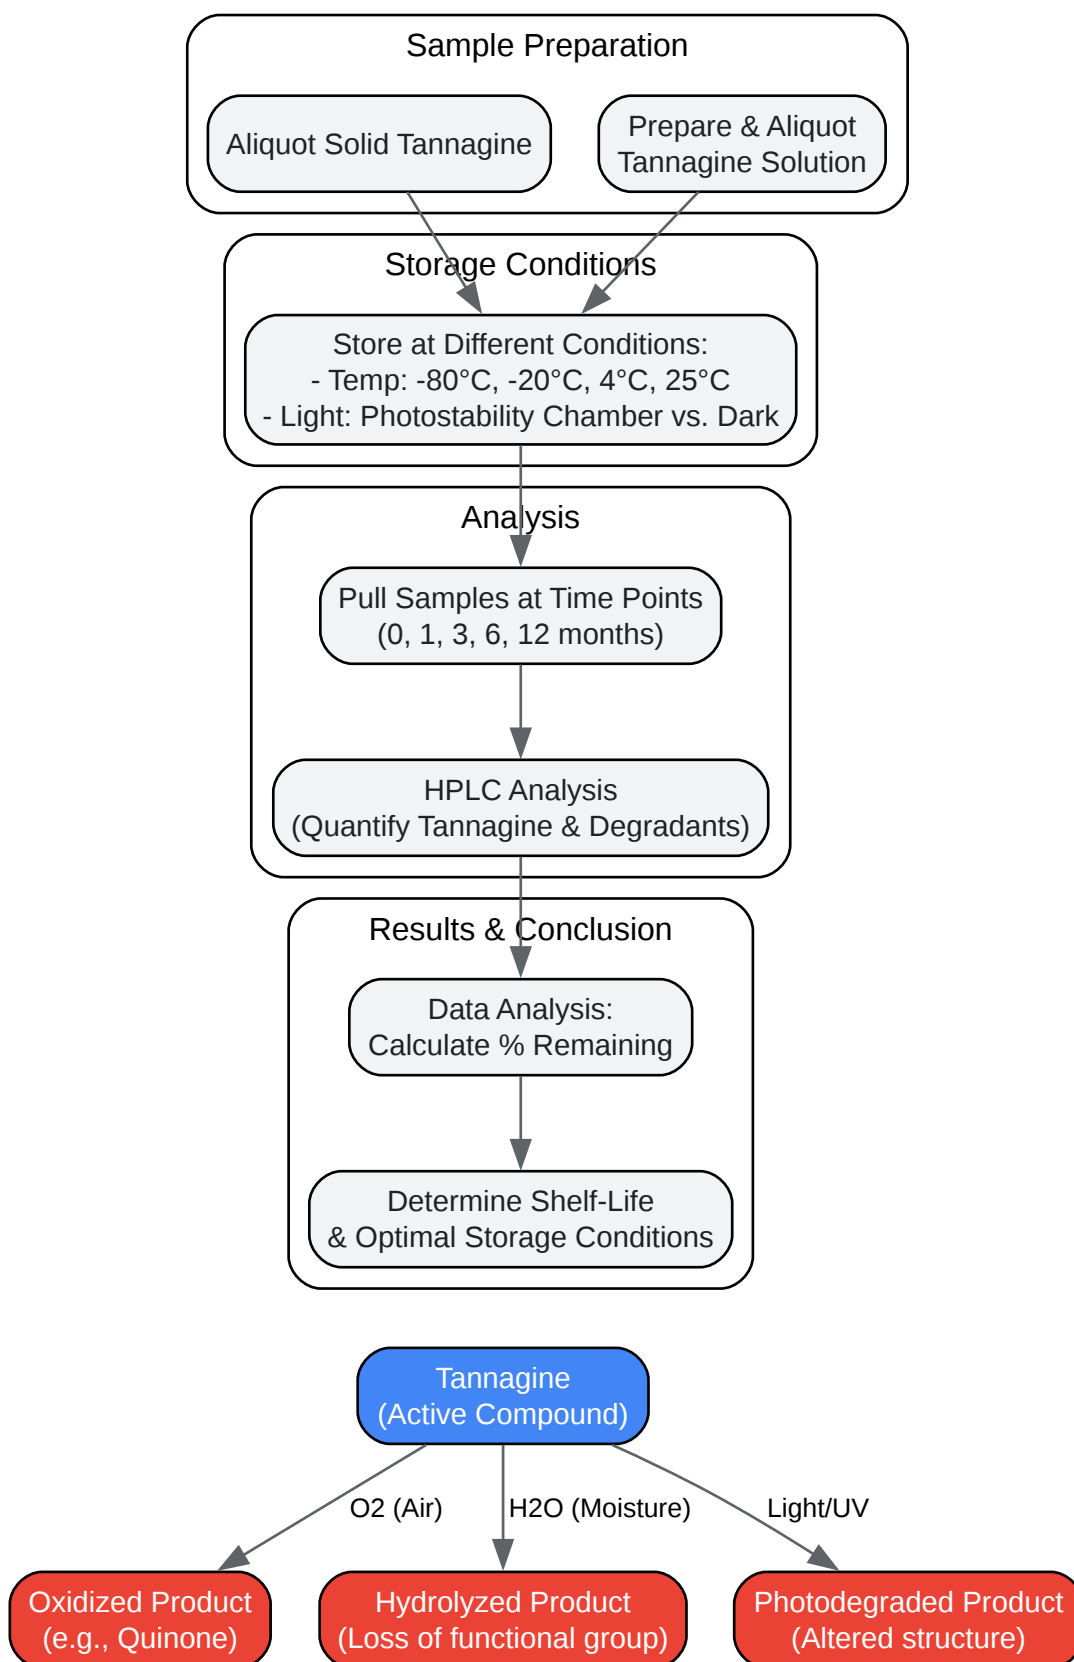 Sample Preparation
Aliquot Solid Tannagine
Prepare & Aliquot
Tannagine Solution
Storage Conditions
Store at Different Conditions:
- Temp: -80°C, -20°C, 4°C, 25°C
- Light: Photostability Chamber vs. Dark
Analysis
Pull Samples at Time Points
(0, 1, 3, 6, 12 months)
HPLC Analysis
(Quantify Tannagine & Degradants)
Results & Conclusion
Data Analysis:
Calculate % Remaining
Determine Shelf-Life
& Optimal Storage Conditions
Tannagine
(Active Compound)
O2 (Air)
H2O (Moisture)
Light/UV
Oxidized Product
(e.g., Quinone)
Hydrolyzed Product
(Loss of functional group)
Photodegraded Product
(Altered structure)